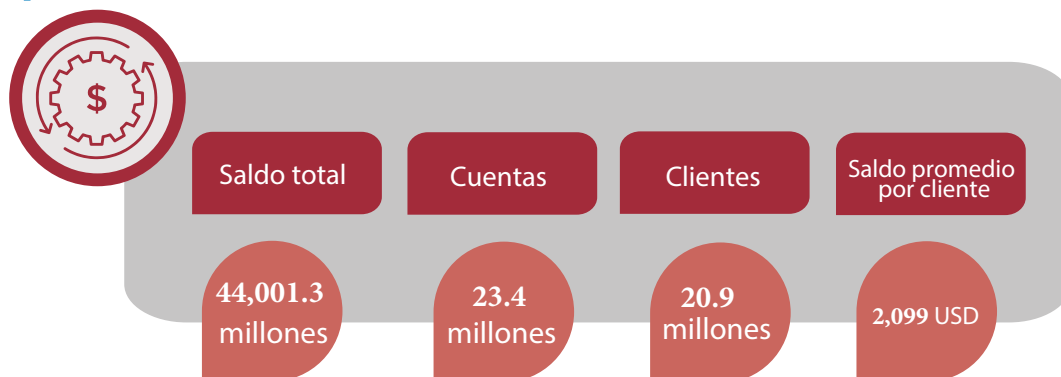 $
Saldo total
Cuentas
Clientes
Saldo promedio
por cliente
44,001.3
millones
23.4
millones
20.9
millones
2,099 USD